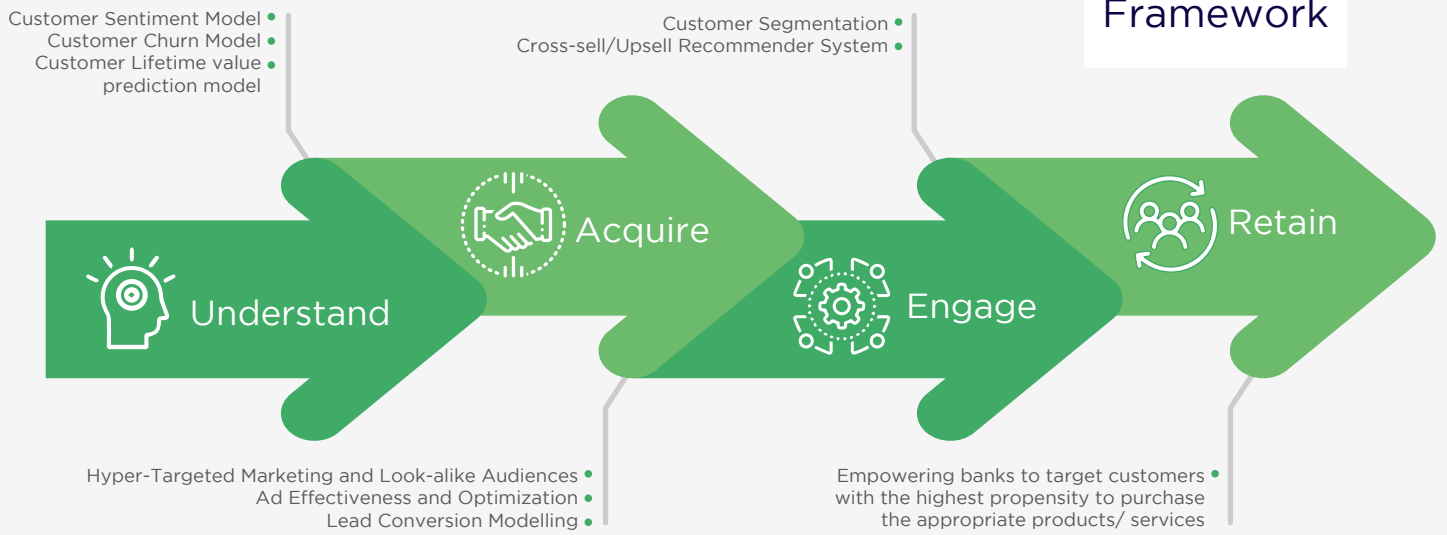 Framework
Customer Sentiment Model
Customer Churn Model
Customer Lifetime value
prediction model
Customer Segmentation
Cross-sell/Upsell Recommender System
Understand
Acquire
Engage
Retain
Hyper-Targeted Marketing and Look-alike Audiences
Ad Effectiveness and Optimization
Lead Conversion Modelling
Empowering banks to target customers
with the highest propensity to purchase
the appropriate products/ services